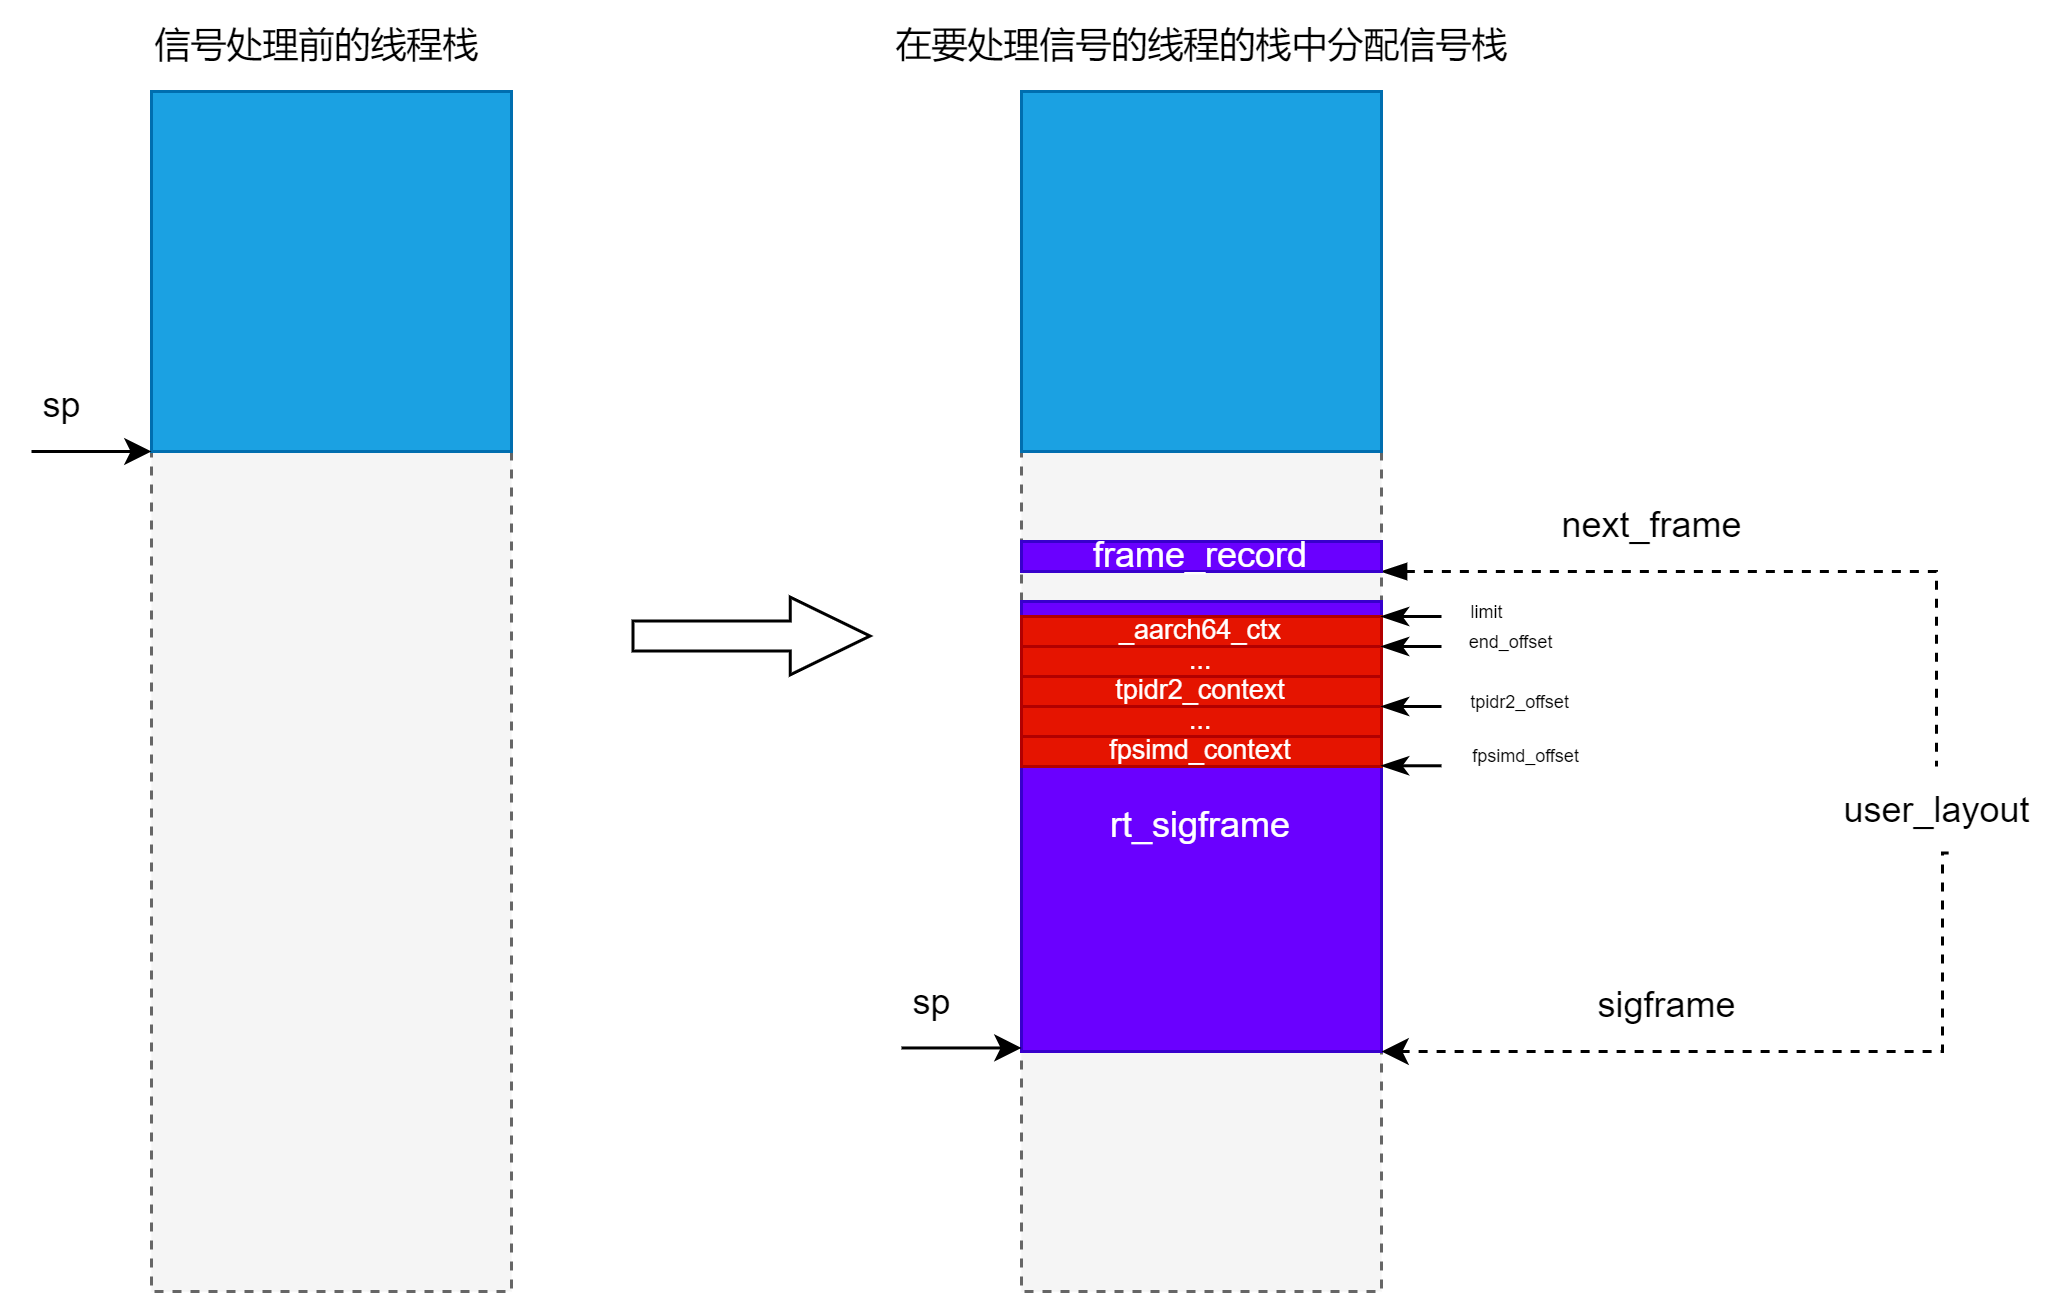 信号处理前的线程栈
在要处理信号的线程的栈中分配信号栈
sp
next_frame
frame_record
limit
_aarch64_ctx
end_offset
...
tpidr2_context
tpidr2_offset
...
fpsimd_context
fpsimd_offset
user_layout
rt_sigframe
sp
sigframe